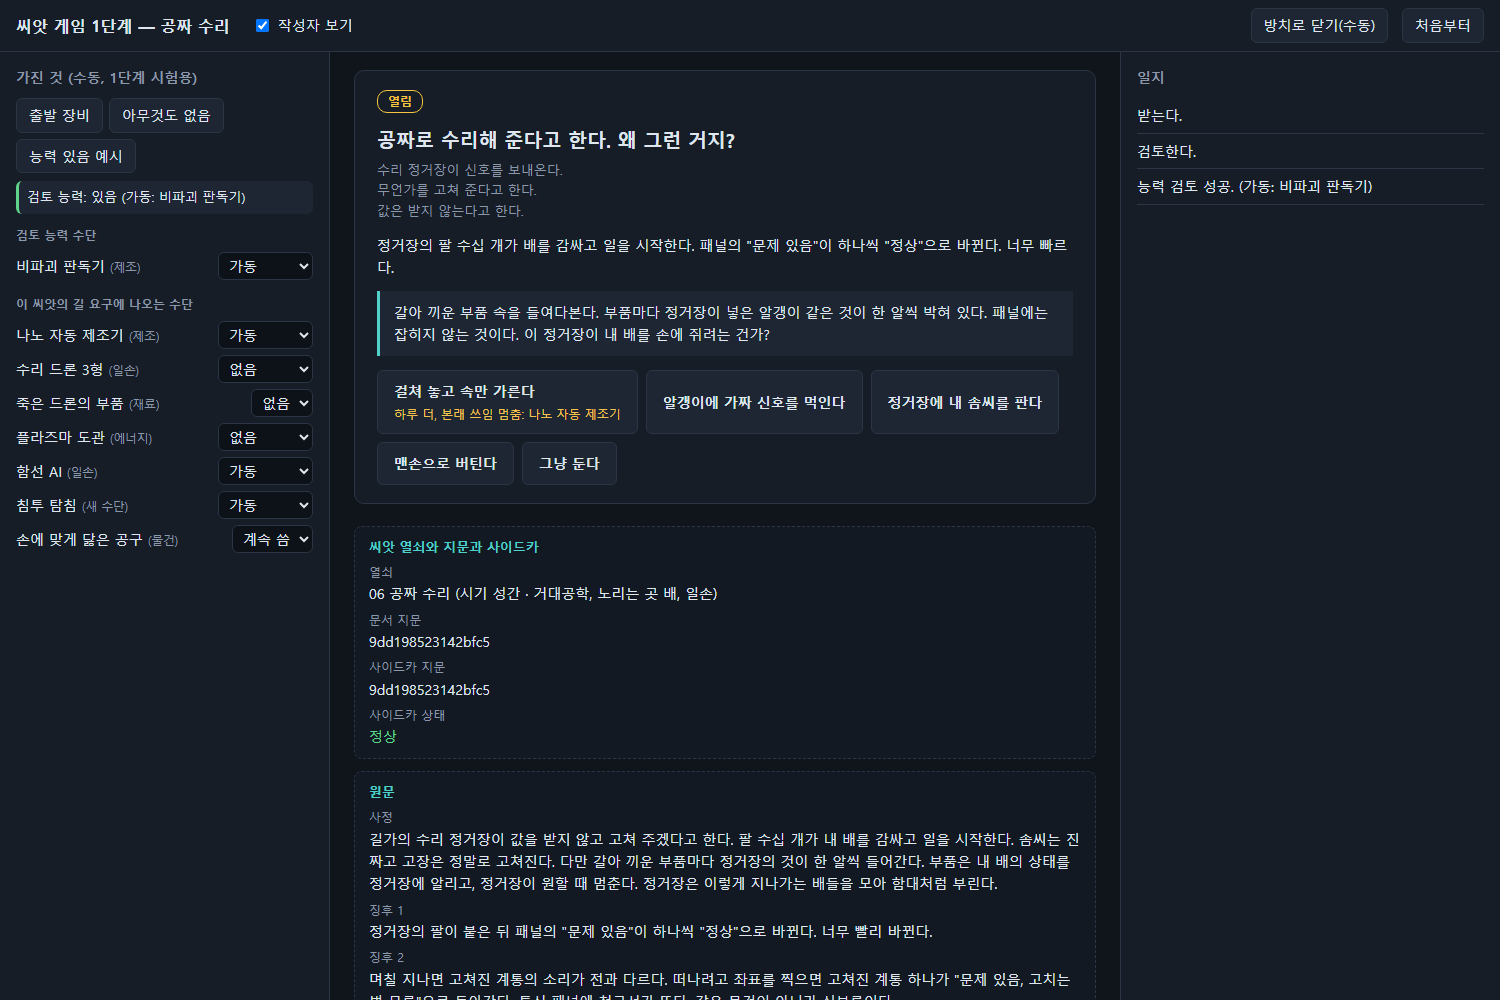 씨앗 게임 1단계 — 공짜 수리
작성자 보기
방치로 닫기(수동)
처음부터
가진 것 (수동, 1단계 시험용)
출발 장비
아무것도 없음
능력 있음 예시
검토 능력: 있음 (가동: 비파괴 판독기)
검토 능력 수단
비파괴 판독기 (제조)
가동
이 씨앗의 길 요구에 나오는 수단
나노 자동 제조기 (제조)
가동
수리 드론 3형 (일손)
없음
죽은 드론의 부품 (재료)
없음
플라즈마 도관 (에너지)
없음
함선 AI (일손)
가동
침투 탐침 (새 수단)
가동
손에 맞게 닳은 공구 (물건)
계속 씀
열림
공짜로 수리해 준다고 한다. 왜 그런 거지?
수리 정거장이 신호를 보내온다.
무언가를 고쳐 준다고 한다.
값은 받지 않는다고 한다.
정거장의 팔 수십 개가 배를 감싸고 일을 시작한다. 패널의 "문제 있음"이 하나씩 "정상"으로 바뀐다. 너무 빠르
다.
갈아 끼운 부품 속을 들여다본다. 부품마다 정거장이 넣은 알갱이 같은 것이 한 알씩 박혀 있다. 패널에는
잡히지 않는 것이다. 이 정거장이 내 배를 손에 쥐려는 건가?
걸쳐 놓고 속만 가른다
하루 더, 본래 쓰임 멈춤: 나노 자동 제조기
알갱이에 가짜 신호를 먹인다
정거장에 내 솜씨를 판다
맨손으로 버틴다
그냥 둔다
씨앗 열쇠와 지문과 사이드카
열쇠
06 공짜 수리 (시기 성간 · 거대공학, 노리는 곳 배, 일손)
문서 지문
9dd198523142bfc5
사이드카 지문
9dd198523142bfc5
사이드카 상태
정상
원문
사정
길가의 수리 정거장이 값을 받지 않고 고쳐 주겠다고 한다. 팔 수십 개가 내 배를 감싸고 일을 시작한다. 솜씨는 진
짜고 고장은 정말로 고쳐진다. 다만 갈아 끼운 부품마다 정거장의 것이 한 알씩 들어간다. 부품은 내 배의 상태를
정거장에 알리고, 정거장이 원할 때 멈춘다. 정거장은 이렇게 지나가는 배들을 모아 함대처럼 부린다.
징후 1
정거장의 팔이 붙은 뒤 패널의 "문제 있음"이 하나씩 "정상"으로 바뀐다. 너무 빨리 바뀐다.
징후 2
며칠 지나면 고쳐진 계통의 소리가 전과 다르다. 떠나려고 좌표를 찍으면 고쳐진 계통 하나가 "문제 있음, 고치는
일지
받는다.
검토한다.
능력 검토 성공. (가동: 비파괴 판독기)